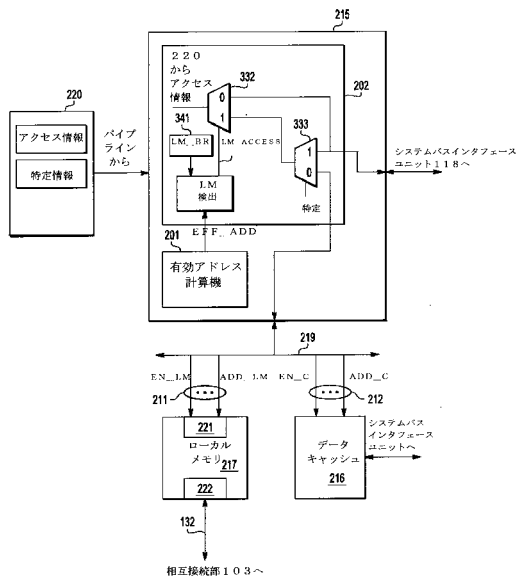 215
220
から
アクセス
情報
332
202
0
1
220
アクセス情報
特定情報
パイプ
ラインから
341
LM_BR
LM_ACCESS
333
1
0
システムバスインタフェース
ユニット118へ
LM
検出
特定
201
EFF_ADD
有効アドレス
計算機
219
EN_LM
ADD_LM
EN_C
ADD_C
211
212
221
ローカル
メモリ
217
222
データ
キャッシュ
216
システムバス
インタフェース
ユニットへ
132
相互接続部103へ